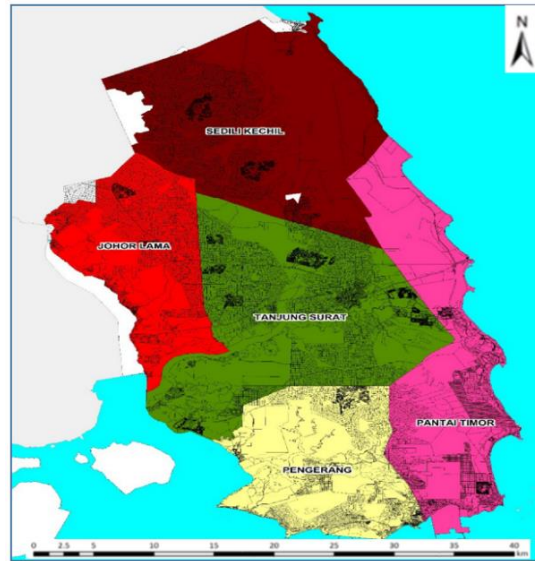 N
SEDILI KECHIL
JOHOR LAMA
TANJUNG SURAT
PANTAI TIMOR
PENGERANG
0 2.5 5 10 15 20 25 30 35 40
km